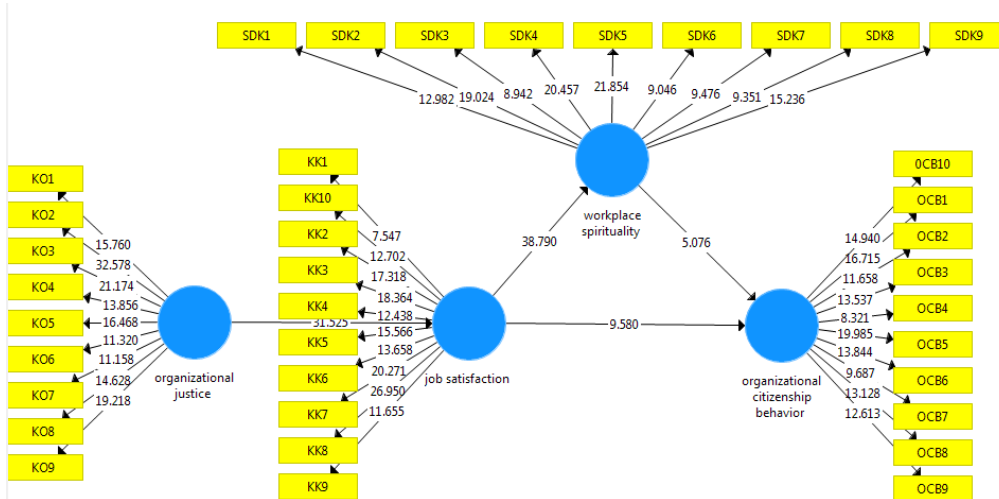 SDK1 SDK2 SDK3 SDK4 SDK5 SDK6 SDK7 SDK8 SDK9
12.982 19.024 8.942 20.457 21.854 9.046 9.476 9.351 15.236
workplace
spirituality
KO1
KO2
KO3
KO4
KO5
KO6
KO7
KO8
KO9
15.760
32.578
21.174
13.856
16.468
11.320
11.158
14.628
19.218
organizational
justice
31.525
KK1
KK10
KK2
KK3
KK4
KK5
KK6
KK7
KK8
KK9
7.547
12.702
17.318
18.364
12.438
15.566
13.658
20.271
26.950
11.655
job satisfaction
38.790
5.076
9.580
organizational
citizenship
behavior
14.940
16.715
11.658
13.537
8.321
19.985
13.844
9.687
13.128
12.613
0CB10
OCB1
OCB2
OCB3
OCB4
OCB5
OCB6
OCB7
OCB8
OCB9